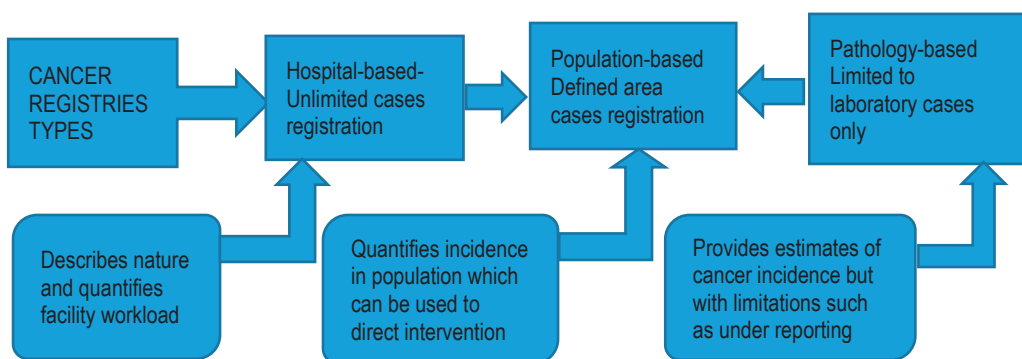 CANCER
REGISTRIES
TYPES
Hospital-based-
Unlimited cases
registration
Population-based
Defined area
cases registration
Pathology-based
Limited to
laboratory cases
only
Describes nature
and quantifies
facility workload
Quantifies incidence
in population which
can be used to
direct intervention
Provides estimates of
cancer incidence but
with limitations such
as under reporting